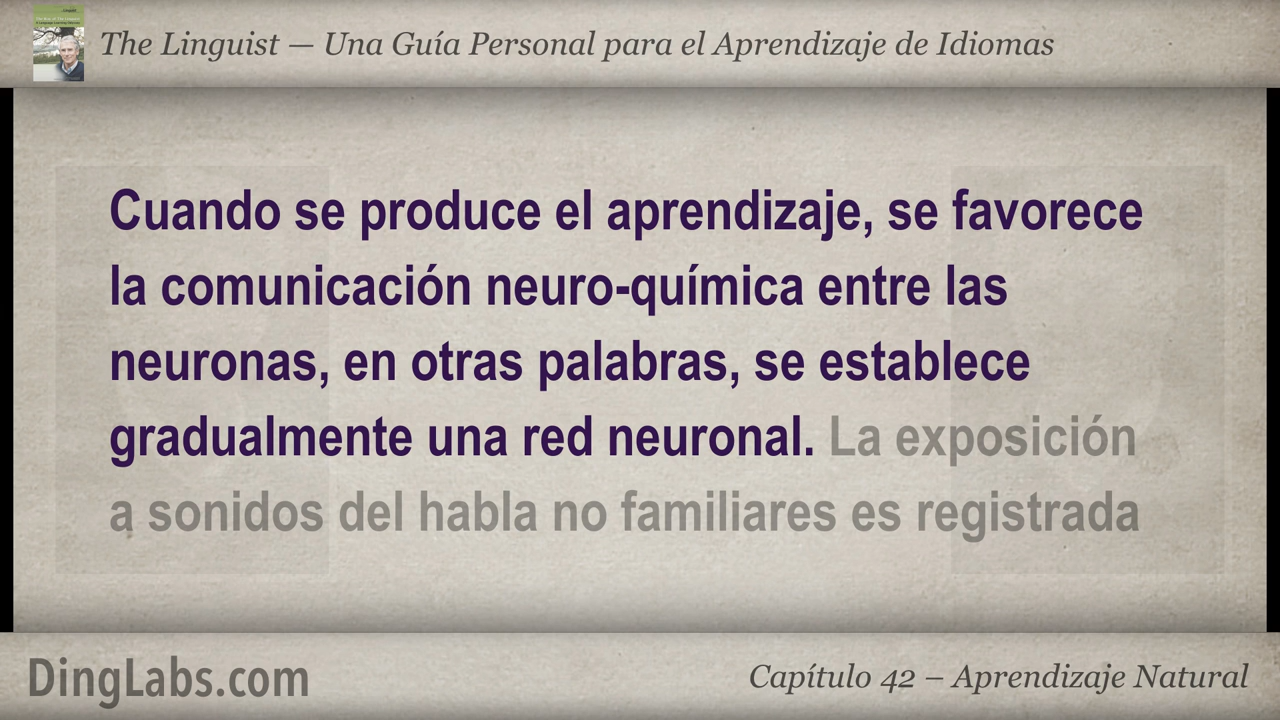 The Linguist — Una Guía Personal para el Aprendizaje de Idiomas
Cuando se produce el aprendizaje, se favorece
la comunicación neuro-química entre las
neuronas, en otras palabras, se establece
gradualmente una red neuronal. La exposición
a sonidos del habla no familiares es registrada
DingLabs.com
Capítulo 42 – Aprendizaje Natural